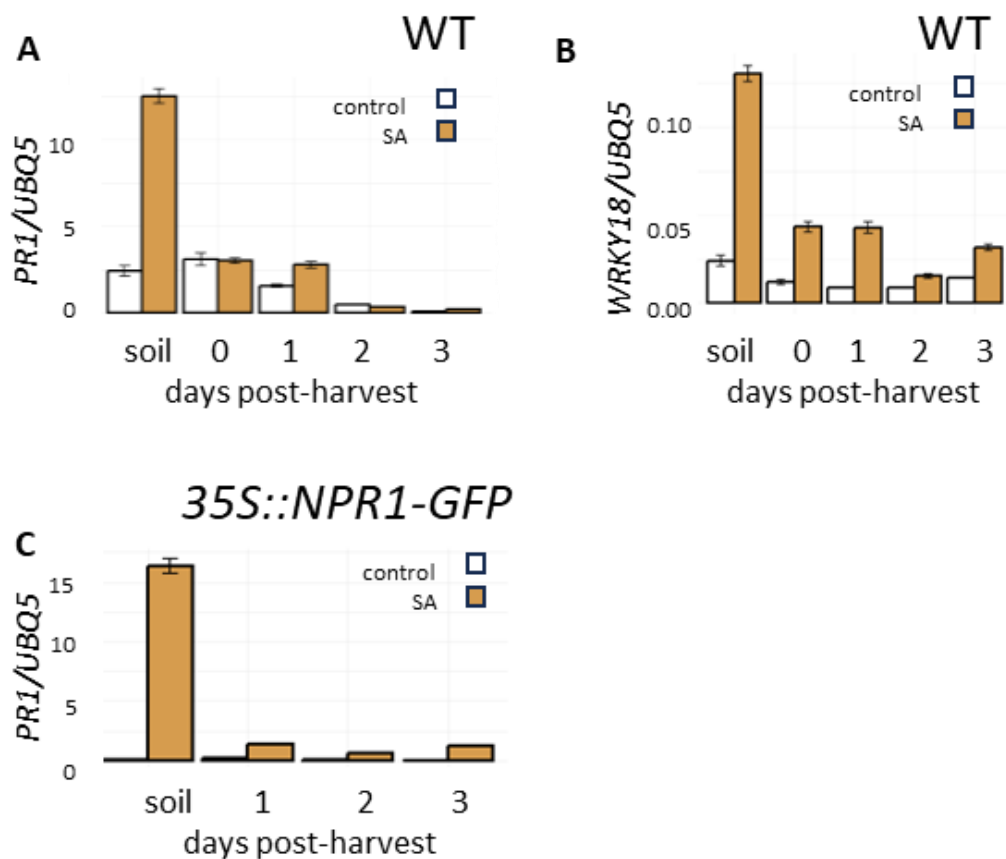 A
WT
PR1/UBQ5
10
5
0
control
SA
soil 0 1 2 3
days post-harvest
B
WT
WRKY18/UBQ5
0.10
0.05
0.00
control
SA
soil 0 1 2 3
days post-harvest
35S::NPR1-GFP
C
PR1/UBQ5
15
10
5
0
control
SA
soil 1 2 3
days post-harvest